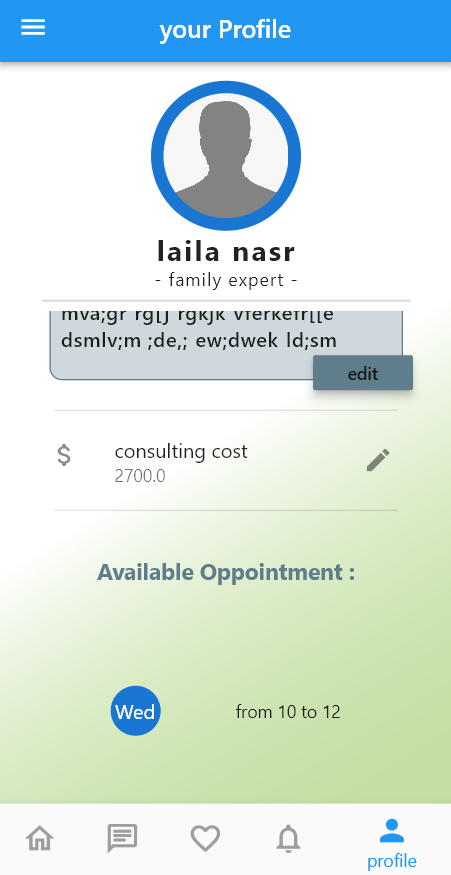 your Profile
laila nasr
- family expert -
mva;gr rg[J rgkjk vferkefr[[e
dsmlv;m ;de,; ew;dwek ld;sm
edit
$
consulting cost
2700.0
Available Oppointment :
Wed from 10 to 12
profile